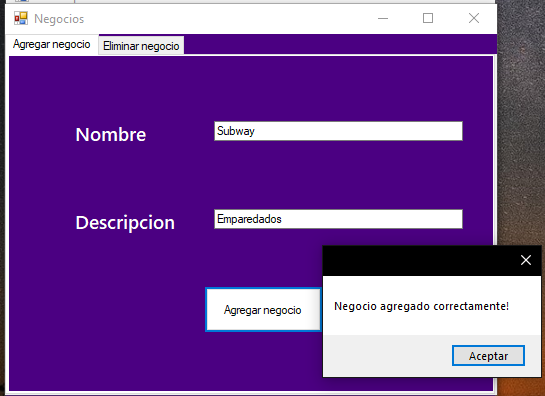 Negocios
Agregar negocio
Eliminar negocio
Nombre
Subway
Descripcion
Emparedados
Agregar negocio
Negocio agregado correctamente!
Aceptar